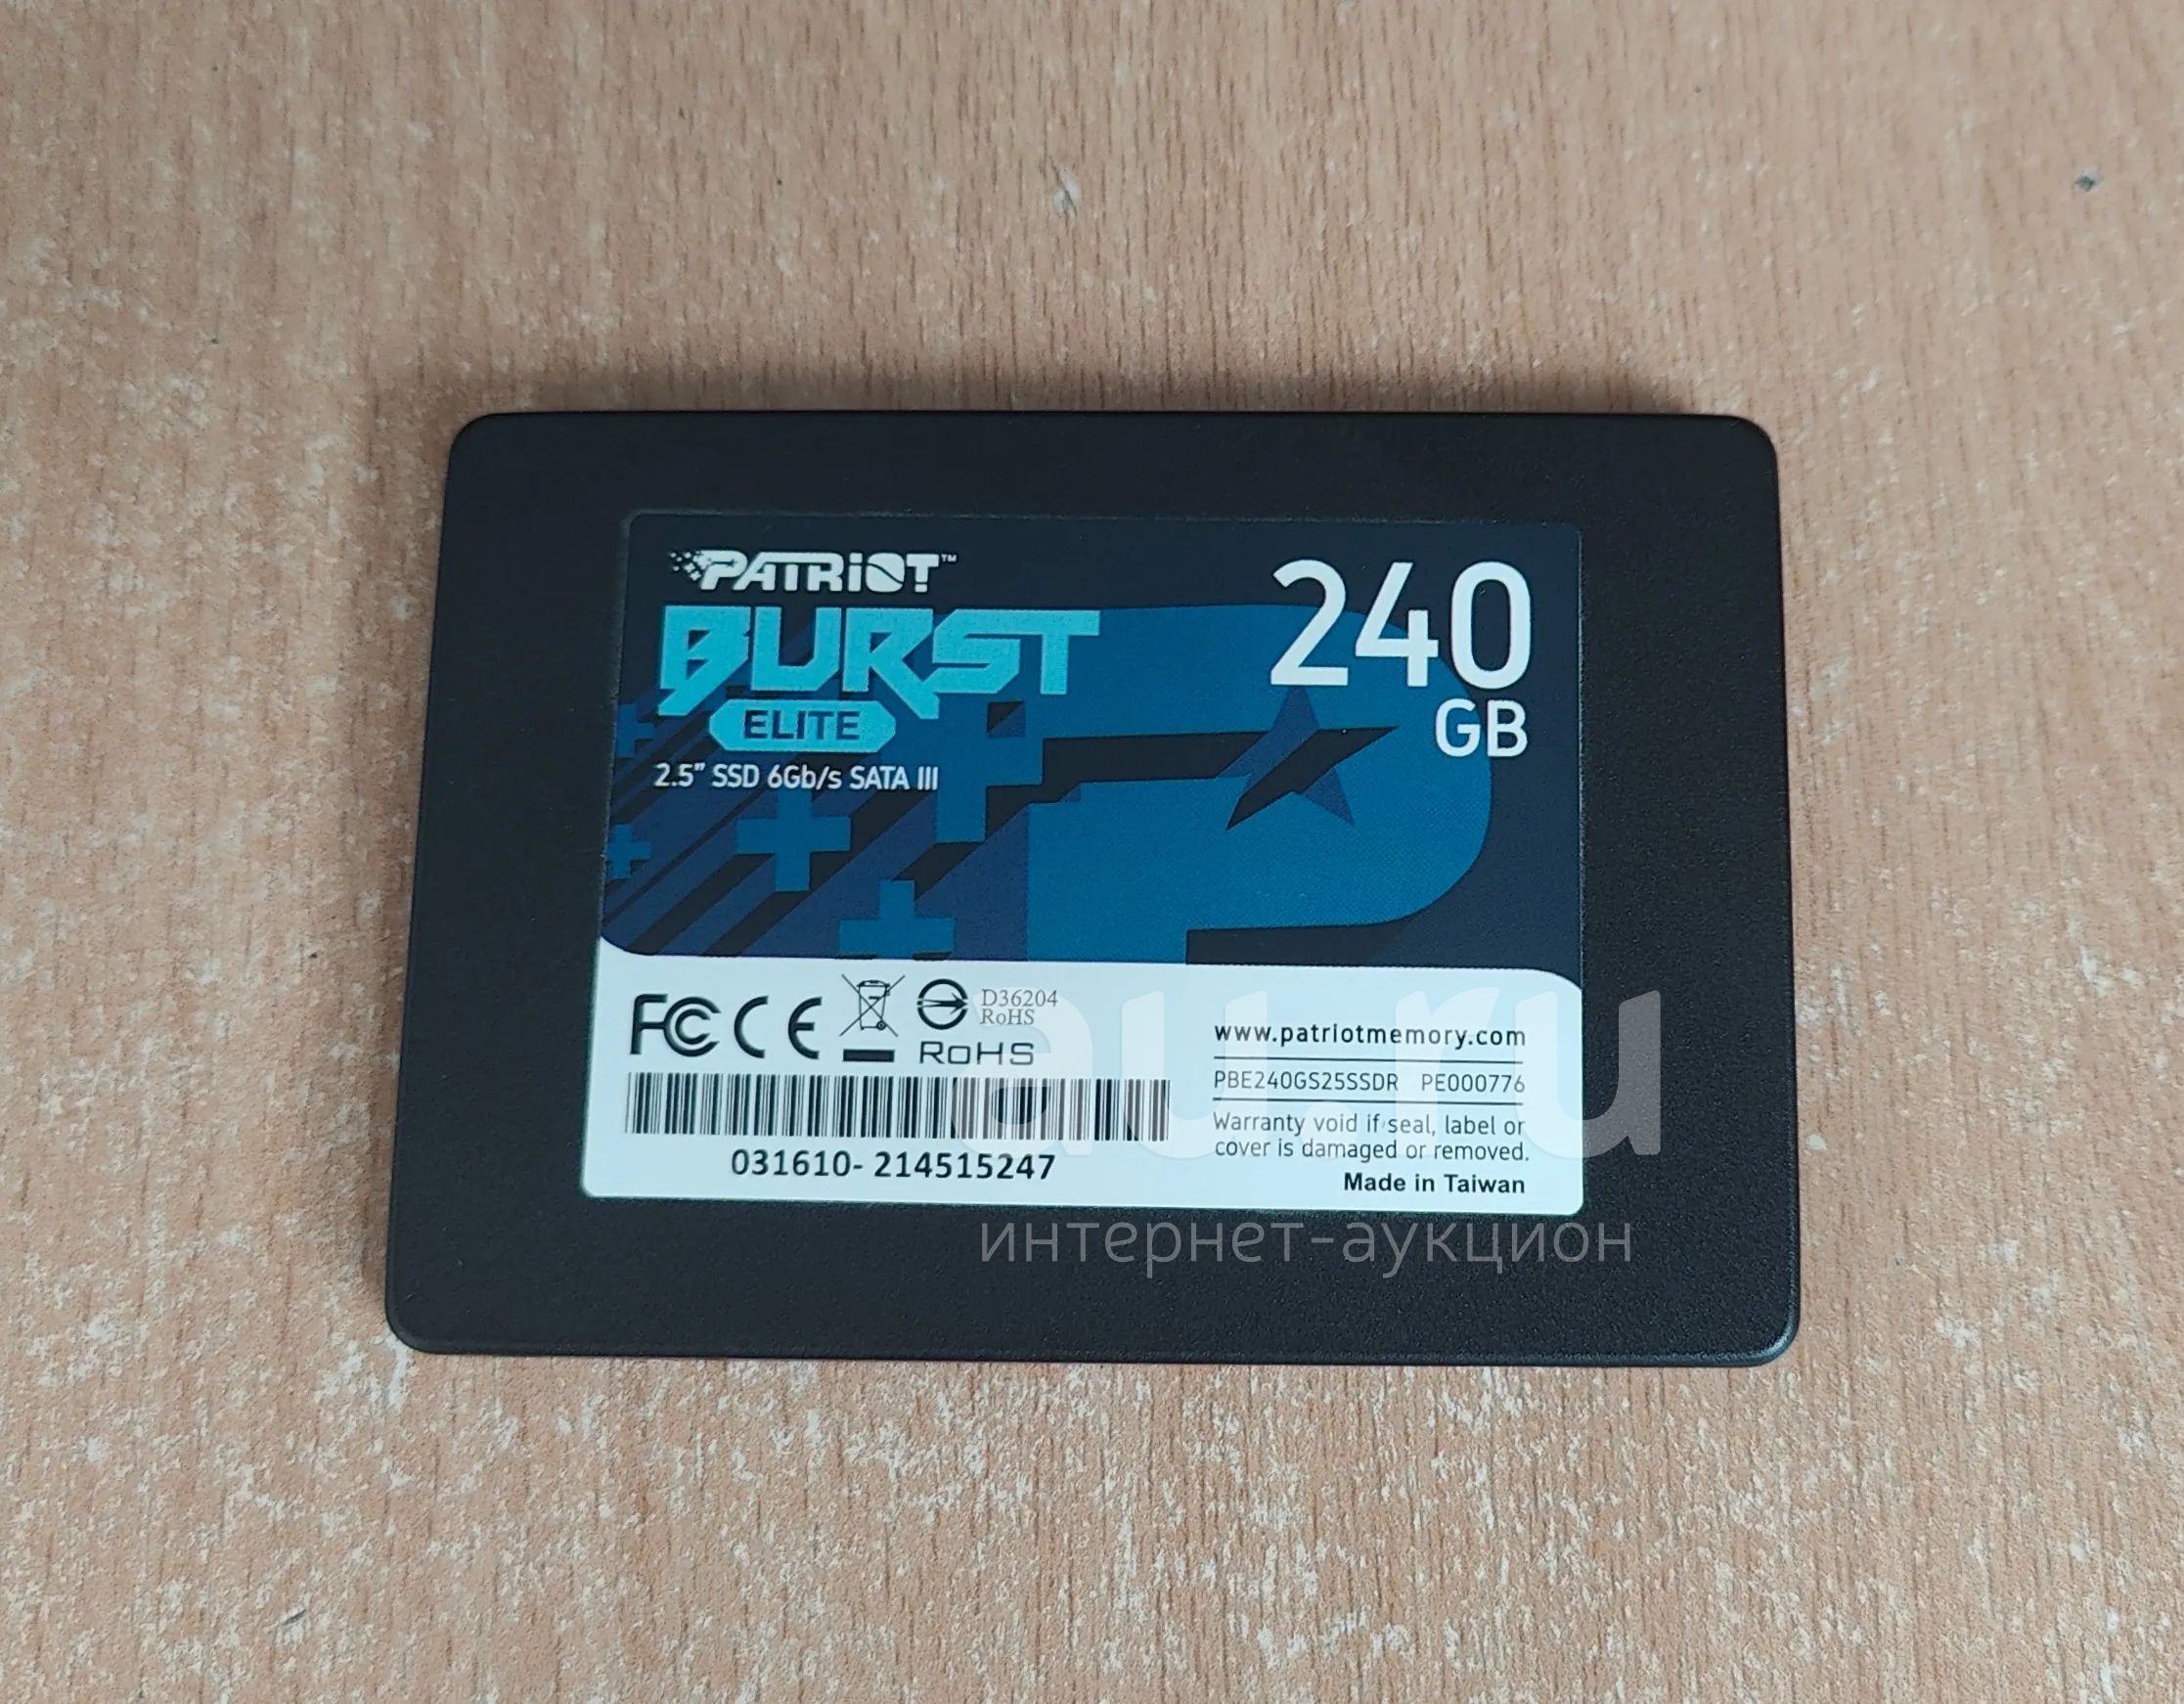 PATRIOT™
BURST
ELITE
2.5” SSD 6Gb/s SATA III
240
GB
FC CE
D36204
RoHS
RoHS
031610- 214515247
www.patriotmemory.com
PBE240GS25SSDR PE000776
Warranty void if seal, label or
cover is damaged or removed.
Made in Taiwan
au.ru
интернет-аукцион